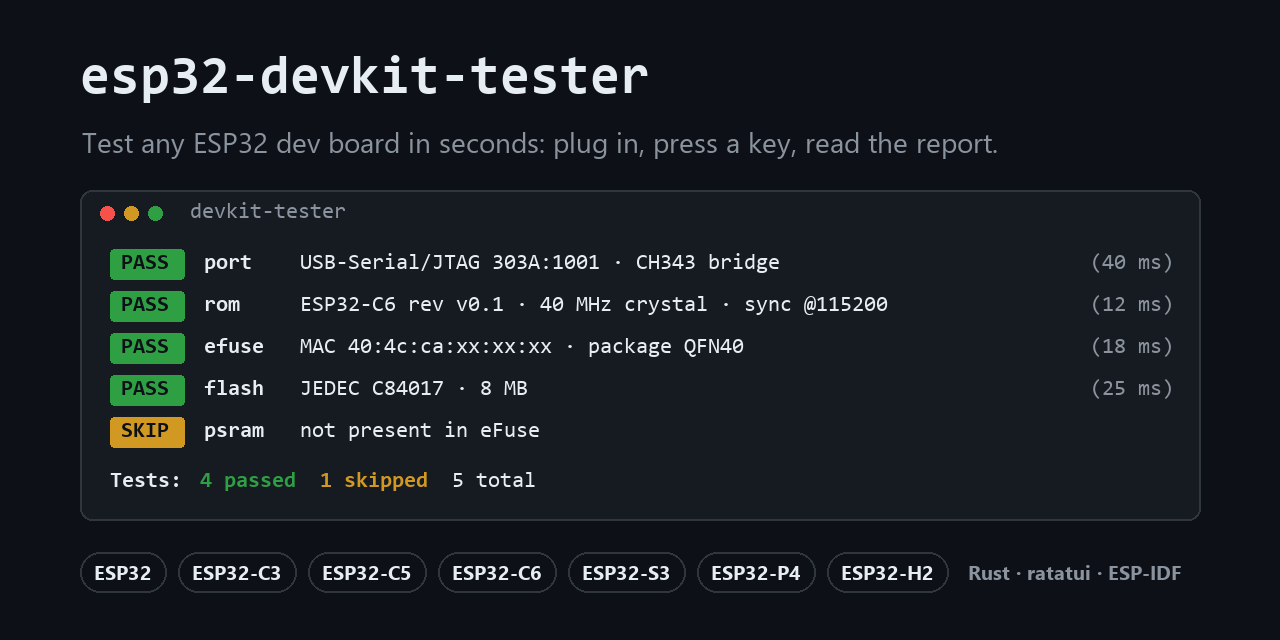 esp32-devkit-tester
Test any ESP32 dev board in seconds: plug in, press a key, read the report.
devkit-tester
PASS port USB-Serial/JTAG 303A:1001 · CH343 bridge (40 ms)
PASS rom ESP32-C6 rev v0.1 · 40 MHz crystal · sync @115200 (12 ms)
PASS efuse MAC 40:4c:ca:xx:xx:xx · package QFN40 (18 ms)
PASS flash JEDEC C84017 · 8 MB (25 ms)
SKIP psram not present in eFuse
Tests: 4 passed 1 skipped 5 total
ESP32 ESP32-C3 ESP32-C5 ESP32-C6 ESP32-S3 ESP32-P4 ESP32-H2 Rust · ratatui · ESP-IDF